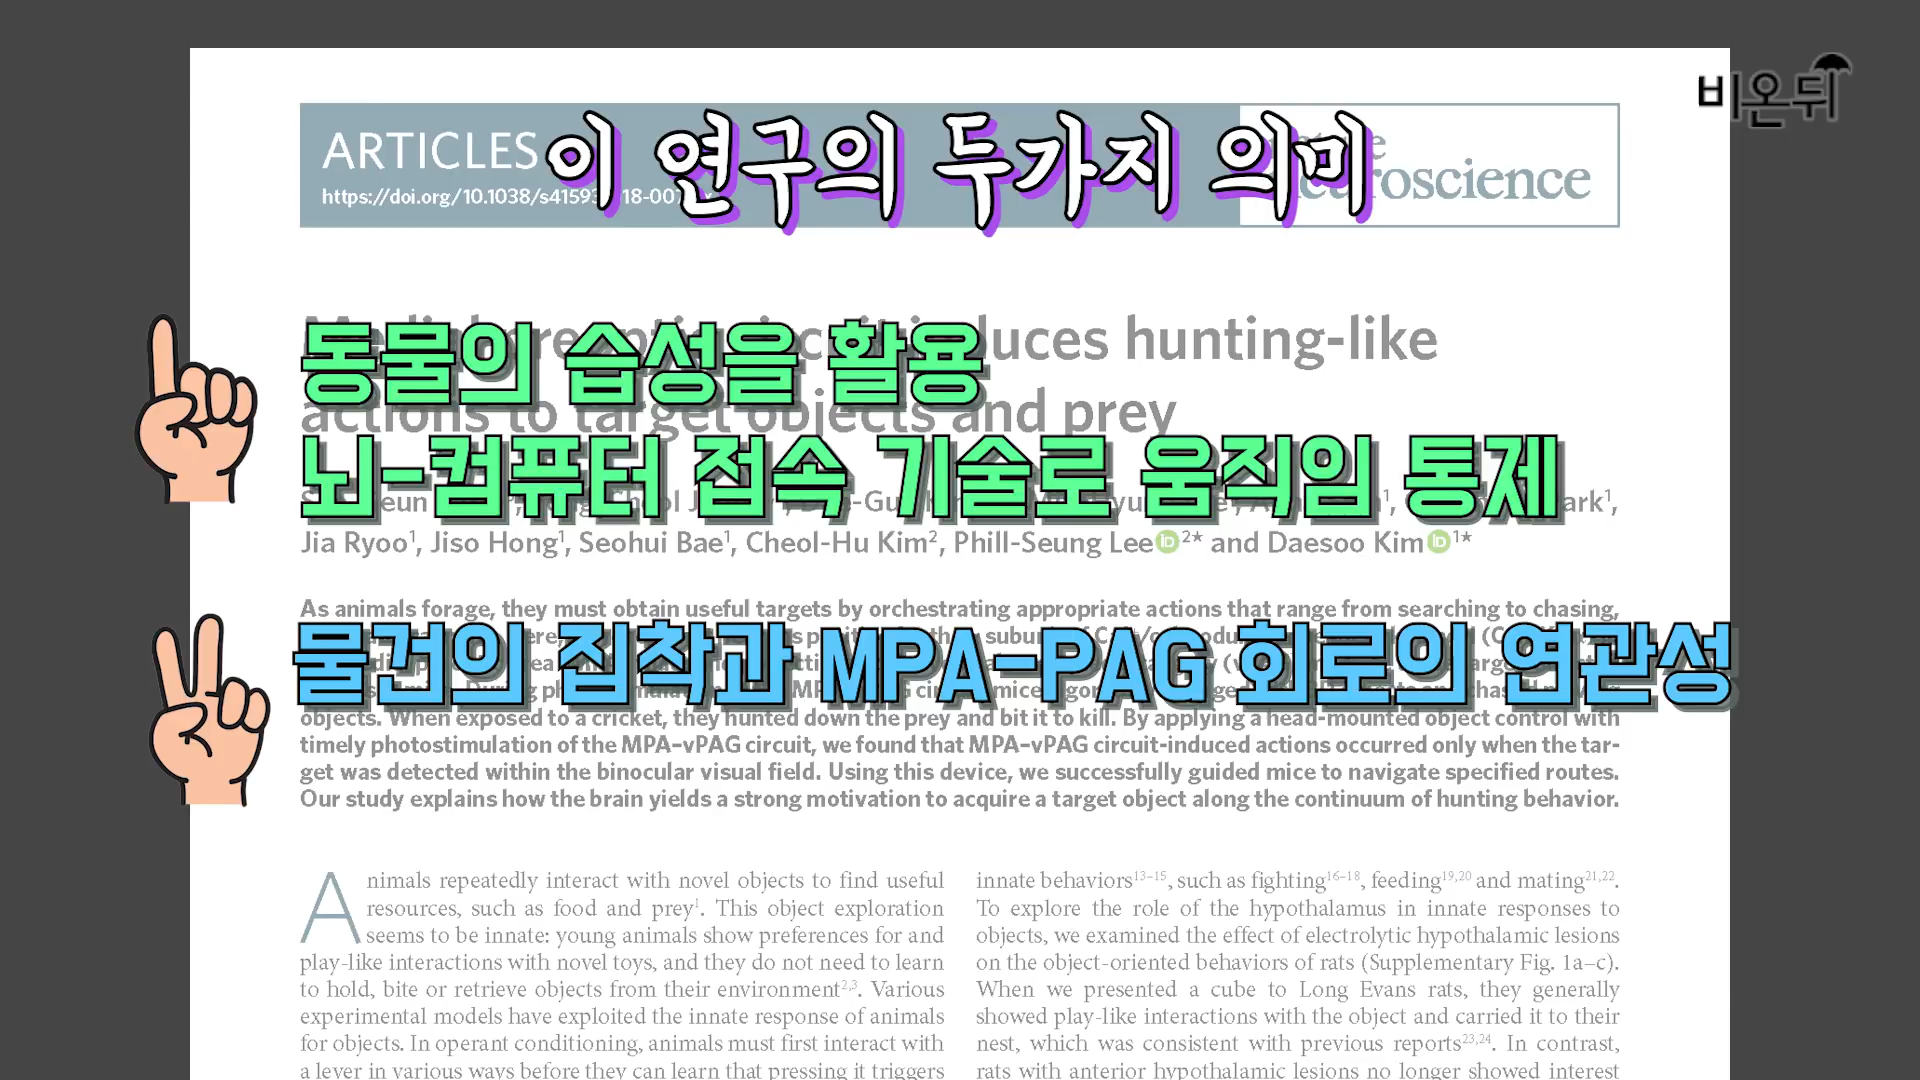 비온뒤
ARTICLES
이 연구의 두가지 의미
neuroscience
https://doi.org/10.1038/s4159
동물의 습성을 활용
hunting-like
actions to target objects and prey
뇌-컴퓨터 접속 기술로 움직임 통제
Jia Ryoo¹, Jiso Hong¹, Seohui Bae¹, Cheol-Hu Kim², Phill-Seung Lee iD ²* and Daesoo Kim iD ¹*
As animals forage, they must obtain useful targets by orchestrating appropriate actions that range from searching to chasing,
물건의 집착과 MPA-PAG 회로의 연관성
objects. When exposed to a cricket, they hunted down the prey and bit it to kill. By applying a head-mounted object control with
timely photostimulation of the MPA–vPAG circuit, we found that MPA–vPAG circuit-induced actions occurred only when the tar-
get was detected within the binocular visual field. Using this device, we successfully guided mice to navigate specified routes.
Our study explains how the brain yields a strong motivation to acquire a target object along the continuum of hunting behavior.
Animals repeatedly interact with novel objects to find useful
resources, such as food and prey¹. This object exploration
seems to be innate: young animals show preferences for and
play-like interactions with novel toys, and they do not need to learn
to hold, bite or retrieve objects from their environment²,³. Various
experimental models have exploited the innate response of animals
for objects. In operant conditioning, animals must first interact with
a lever in various ways before they can learn that pressing it triggers
innate behaviors¹³⁻¹⁵, such as fighting¹⁶⁻¹⁸, feeding¹⁹,²⁰ and mating²¹,²².
To explore the role of the hypothalamus in innate responses to
objects, we examined the effect of electrolytic hypothalamic lesions
on the object-oriented behaviors of rats (Supplementary Fig. 1a–c).
When we presented a cube to Long Evans rats, they generally
showed play-like interactions with the object and carried it to their
nest, which was consistent with previous reports²³,²⁴. In contrast,
rats with anterior hypothalamic lesions no longer showed interest